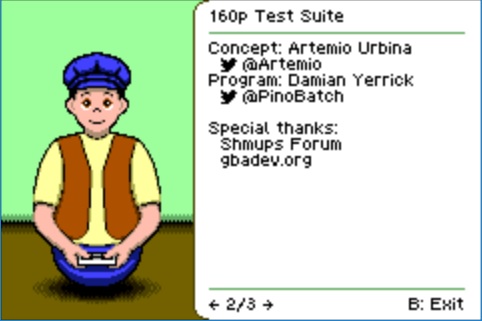 160p Test Suite
Concept: Artemio Urbina
@Artemio
Program: Damian Yerrick
@PinoBatch
Special thanks:
Shmups Forum
gbadev.org
← 2/3 →
B: Exit